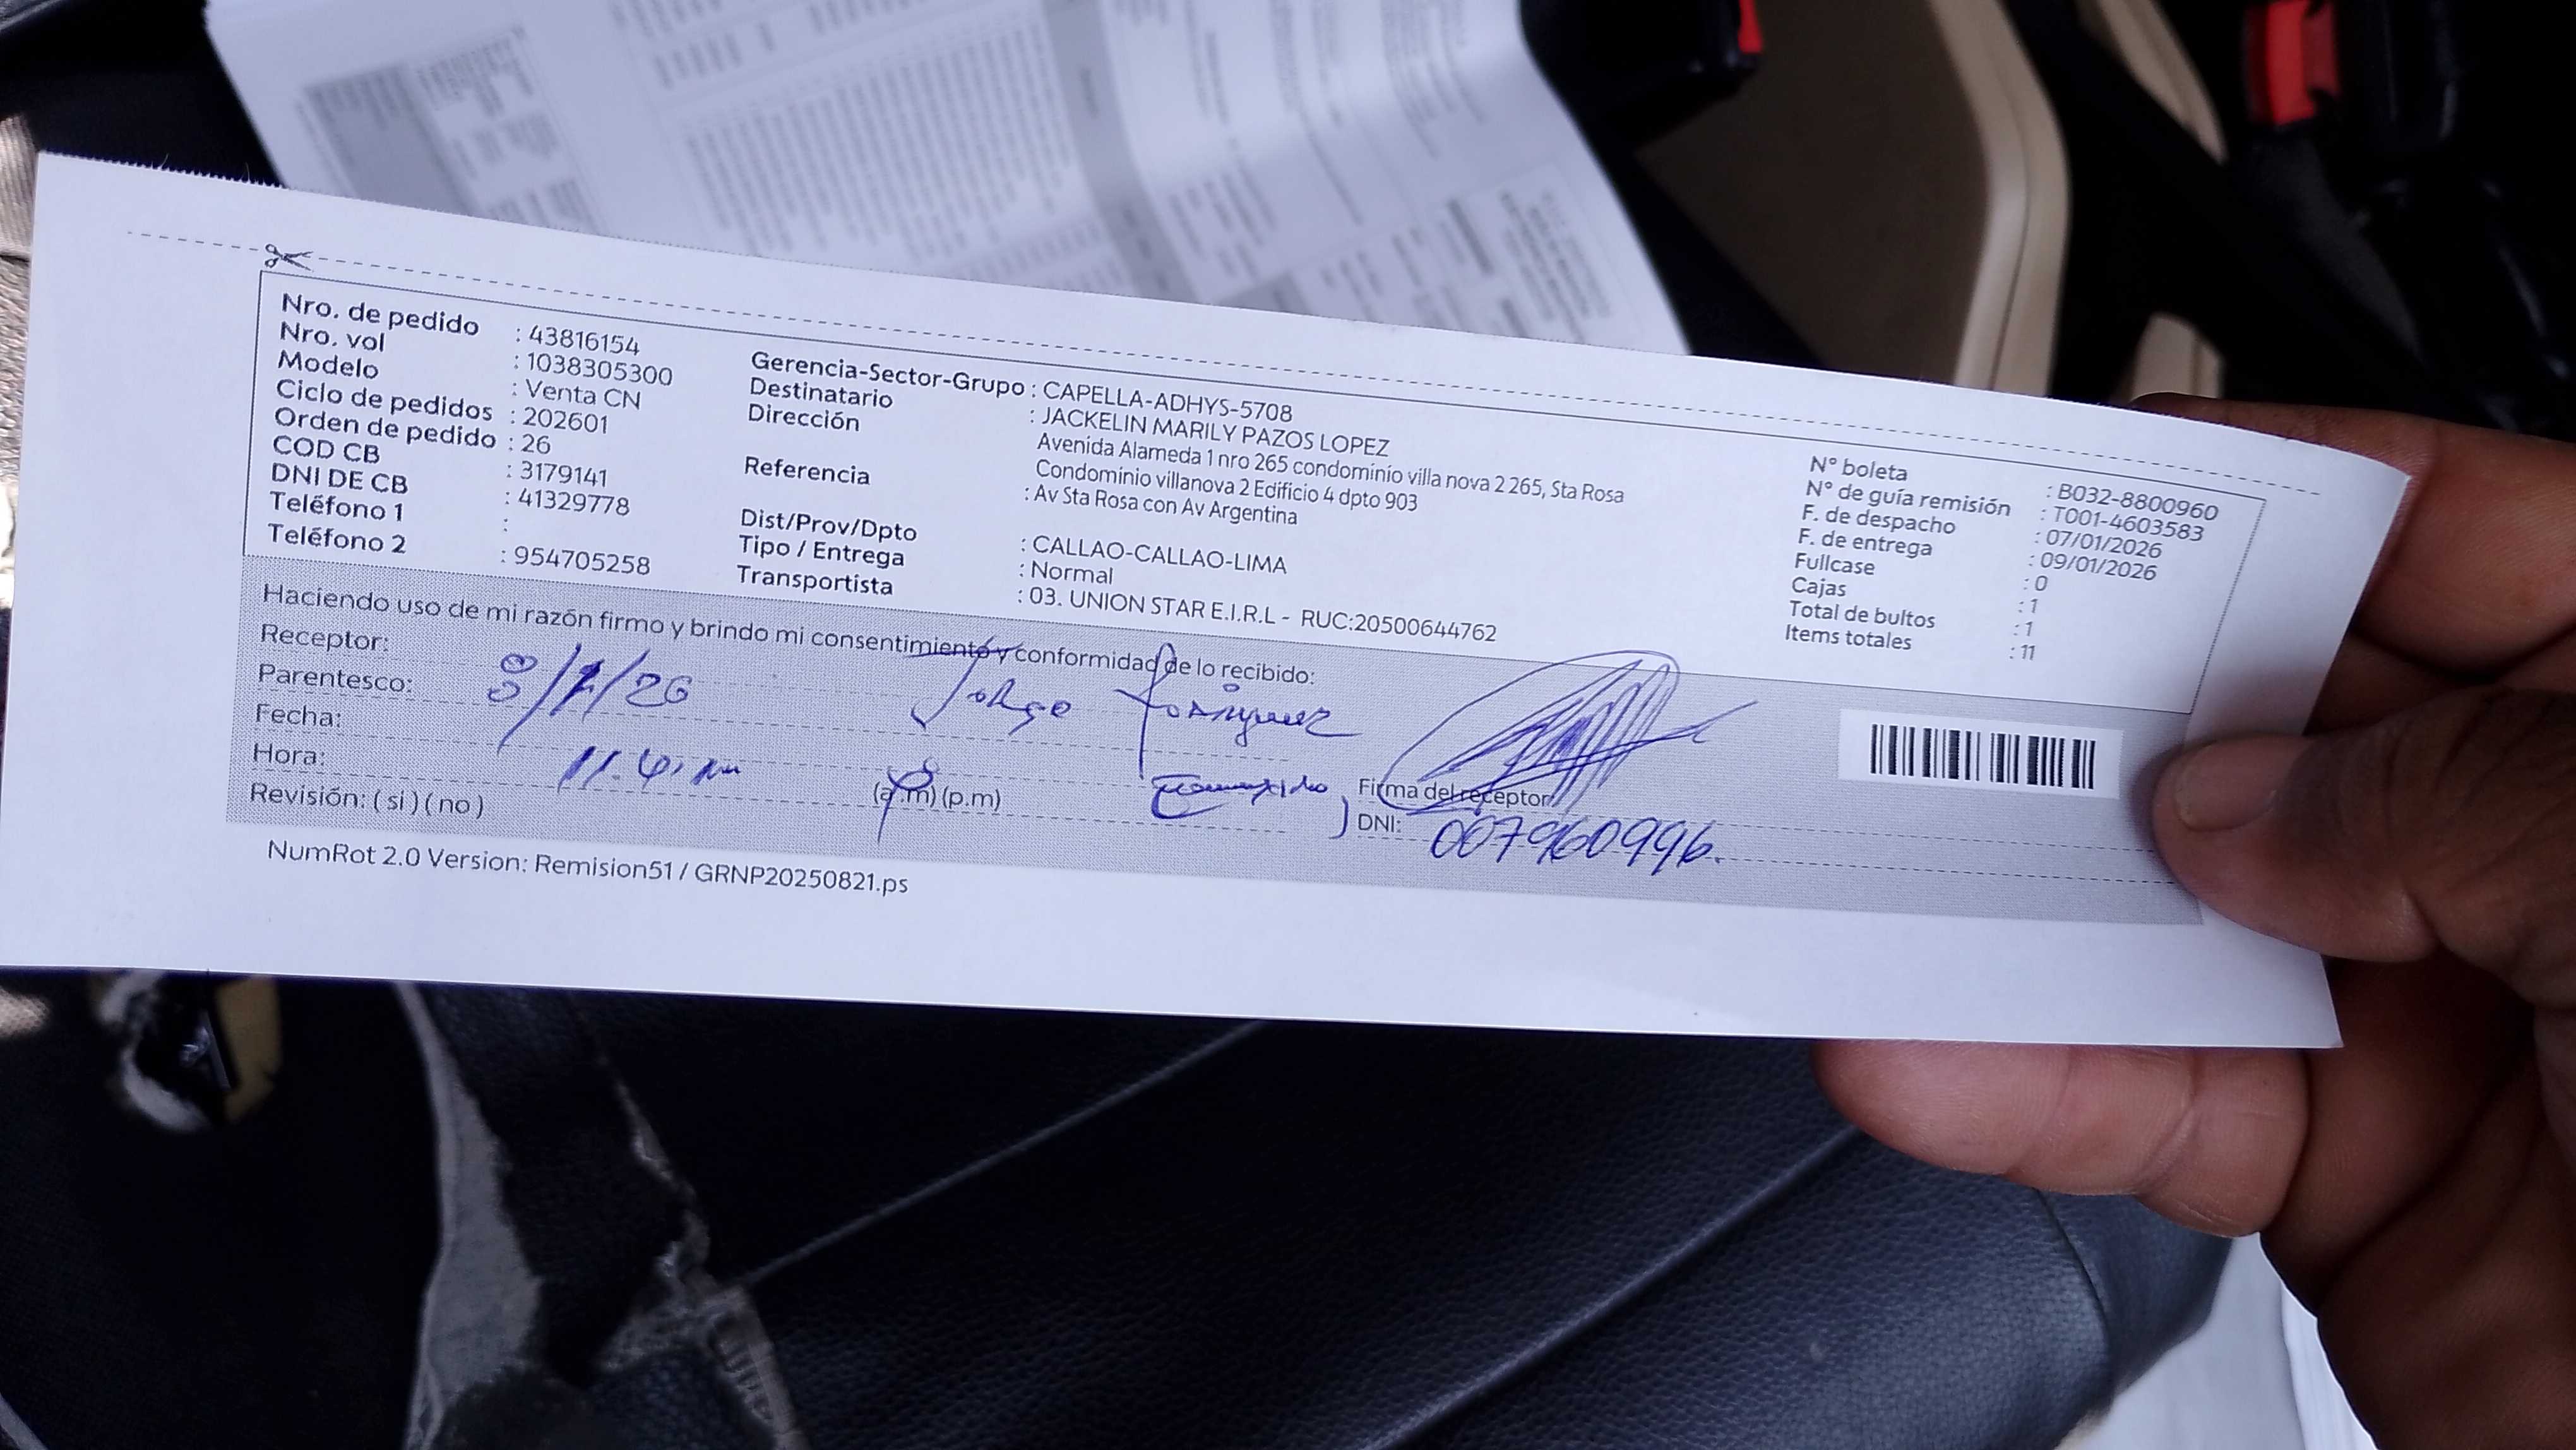 Nro. de pedido : 43816154
Nro. vol : 1038305300
Modelo : Venta CN
Ciclo de pedidos : 202601
Orden de pedido : 26
COD CB : 3179141
DNI DE CB : 41329778
Teléfono 1 :
Teléfono 2 : 954705258
Gerencia-Sector-Grupo : CAPELLA-ADHYS-5708
Destinatario : JACKELIN MARILY PAZOS LOPEZ
Dirección Avenida Alameda 1 nro 265 condominio villa nova 2 265, Sta Rosa
Condominio villanova 2 Edificio 4 dpto 903
Referencia : Av Sta Rosa con Av Argentina
Dist/Prov/Dpto : CALLAO-CALLAO-LIMA
Tipo / Entrega : Normal
Transportista : 03. UNION STAR E.I.R.L - RUC:20500644762
N° boleta : B032-8800960
N° de guía remisión : T001-4603583
F. de despacho : 07/01/2026
F. de entrega : 09/01/2026
Fullcase : 0
Cajas : 1
Total de bultos : 1
Items totales : 11
Haciendo uso de mi razón firmo y brindo mi consentimiento y conformidad de lo recibido:
Receptor: Jorge
Parentesco: 8/1/26
Fecha:
Hora: (a.m) (p.m)
Revisión: ( si ) ( no )
Firma del receptor
DNI: 007960996.
NumRot 2.0 Version: Remision51 / GRNP20250821.ps